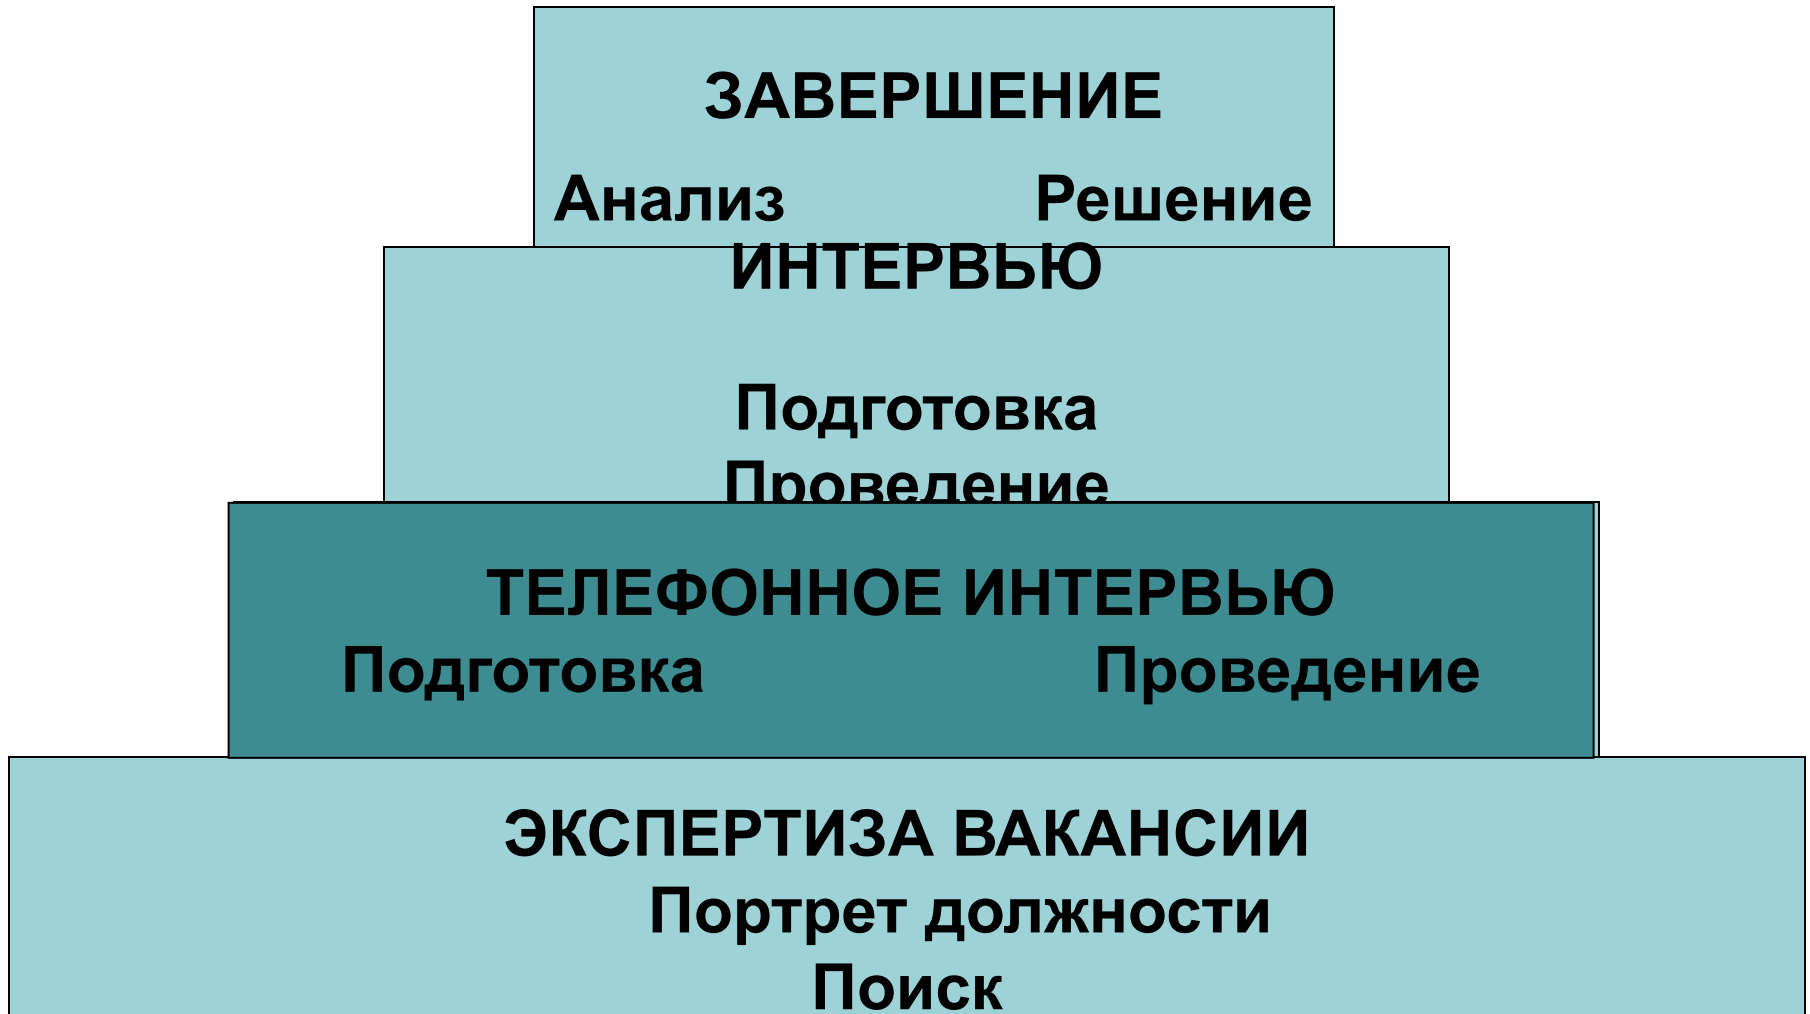 ЗАВЕРШЕНИЕ
Анализ Решение
ИНТЕРВЬЮ
Подготовка
Проведение
ТЕЛЕФОННОЕ ИНТЕРВЬЮ
Подготовка Проведение
ЭКСПЕРТИЗА ВАКАНСИИ
Портрет должности
Поиск